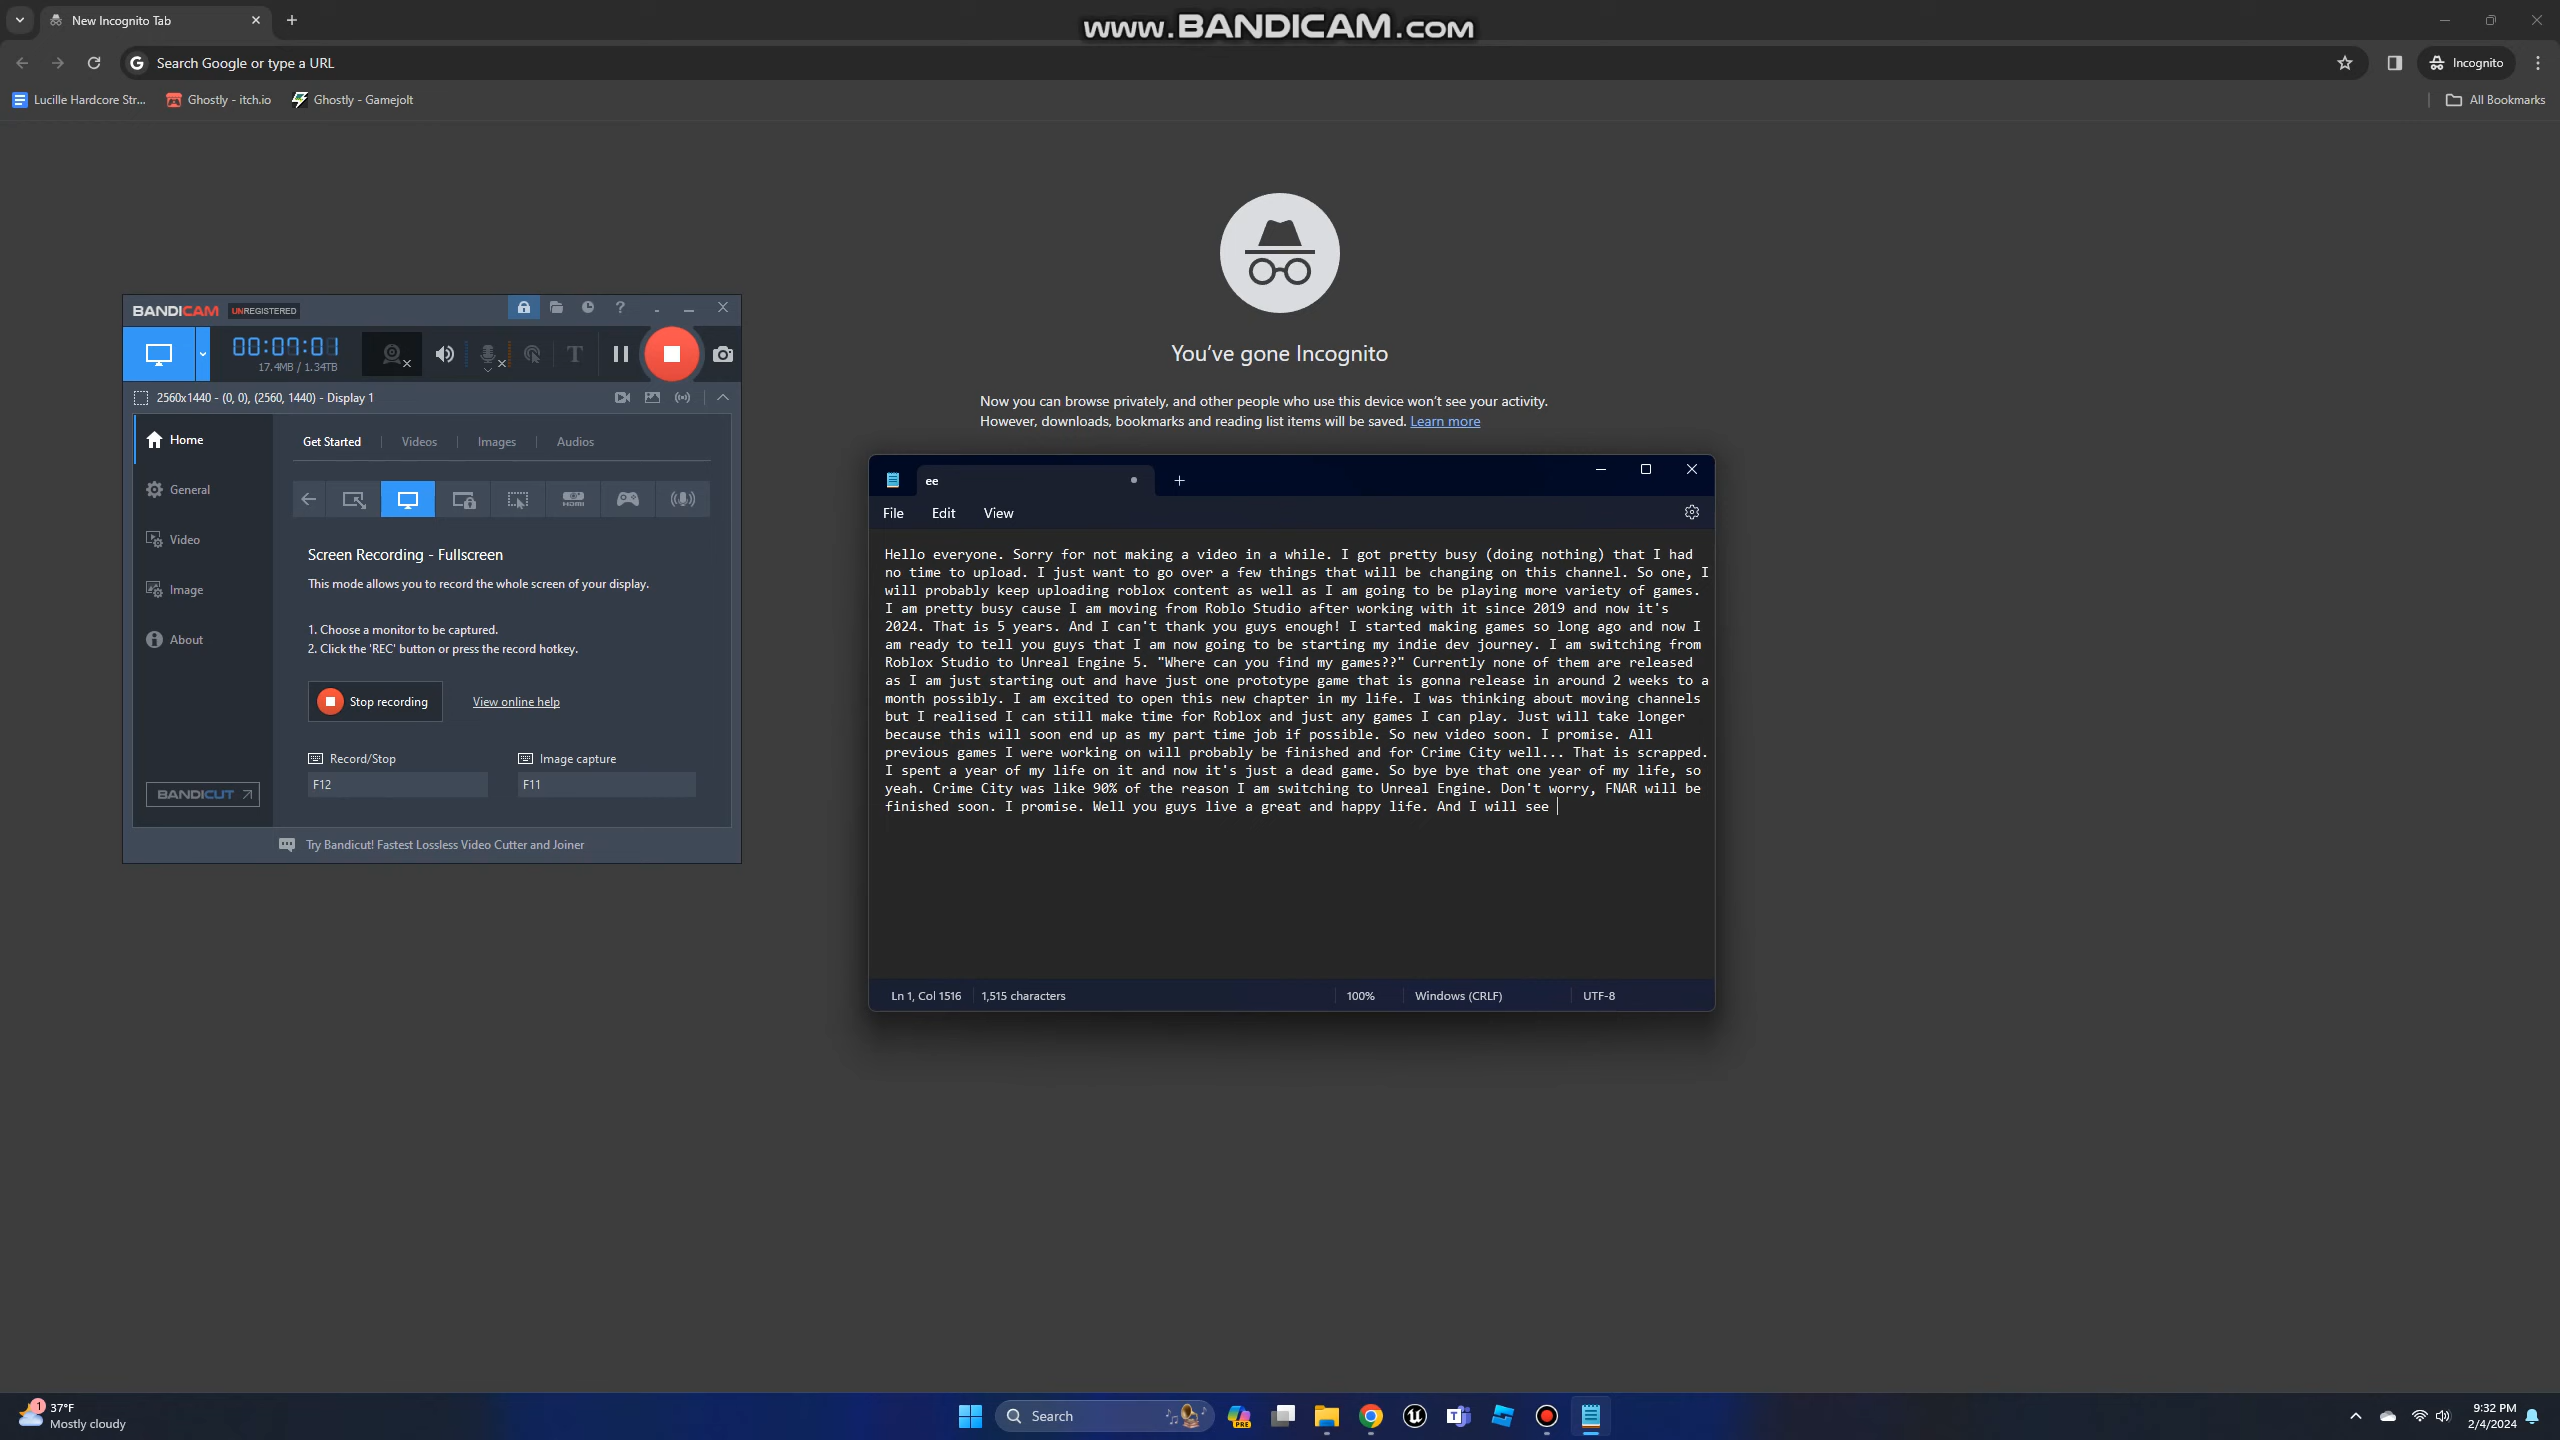 New Incognito Tab
www.BANDICAM.com
Search Google or type a URL
Incognito
Lucille Hardcore Str...
Ghostly - itch.io
Ghostly - Gamejolt
All Bookmarks
You've gone Incognito
Now you can browse privately, and other people who use this device won't see your activity.
However, downloads, bookmarks and reading list items will be saved. Learn more
BANDICAM UNREGISTERED
00:07:01
17.4MB / 1.34TB
2560x1440 - (0, 0), (2560, 1440) - Display 1
Home
General
Video
Image
About
BANDICUT
Get Started
Videos
Images
Audios
HDMI
Screen Recording - Fullscreen
This mode allows you to record the whole screen of your display.
1. Choose a monitor to be captured.
2. Click the 'REC' button or press the record hotkey.
Stop recording
View online help
Record/Stop
Image capture
F12
F11
Try Bandicut! Fastest Lossless Video Cutter and Joiner
ee
File
Edit
View
Hello everyone. Sorry for not making a video in a while. I got pretty busy (doing nothing) that I had
no time to upload. I just want to go over a few things that will be changing on this channel. So one, I
will probably keep uploading roblox content as well as I am going to be playing more variety of games.
I am pretty busy cause I am moving from Roblo Studio after working with it since 2019 and now it's
2024. That is 5 years. And I can't thank you guys enough! I started making games so long ago and now I
am ready to tell you guys that I am now going to be starting my indie dev journey. I am switching from
Roblox Studio to Unreal Engine 5. "Where can you find my games??" Currently none of them are released
as I am just starting out and have just one prototype game that is gonna release in around 2 weeks to a
month possibly. I am excited to open this new chapter in my life. I was thinking about moving channels
but I realised I can still make time for Roblox and just any games I can play. Just will take longer
because this will soon end up as my part time job if possible. So new video soon. I promise. All
previous games I were working on will probably be finished and for Crime City well... That is scrapped.
I spent a year of my life on it and now it's just a dead game. So bye bye that one year of my life, so
yeah. Crime City was like 90% of the reason I am switching to Unreal Engine. Don't worry, FNAR will be
finished soon. I promise. Well you guys live a great and happy life. And I will see
Ln 1, Col 1516
1,515 characters
100%
Windows (CRLF)
UTF-8
1
37°F
Mostly cloudy
Search
PRE
9:32 PM
2/4/2024